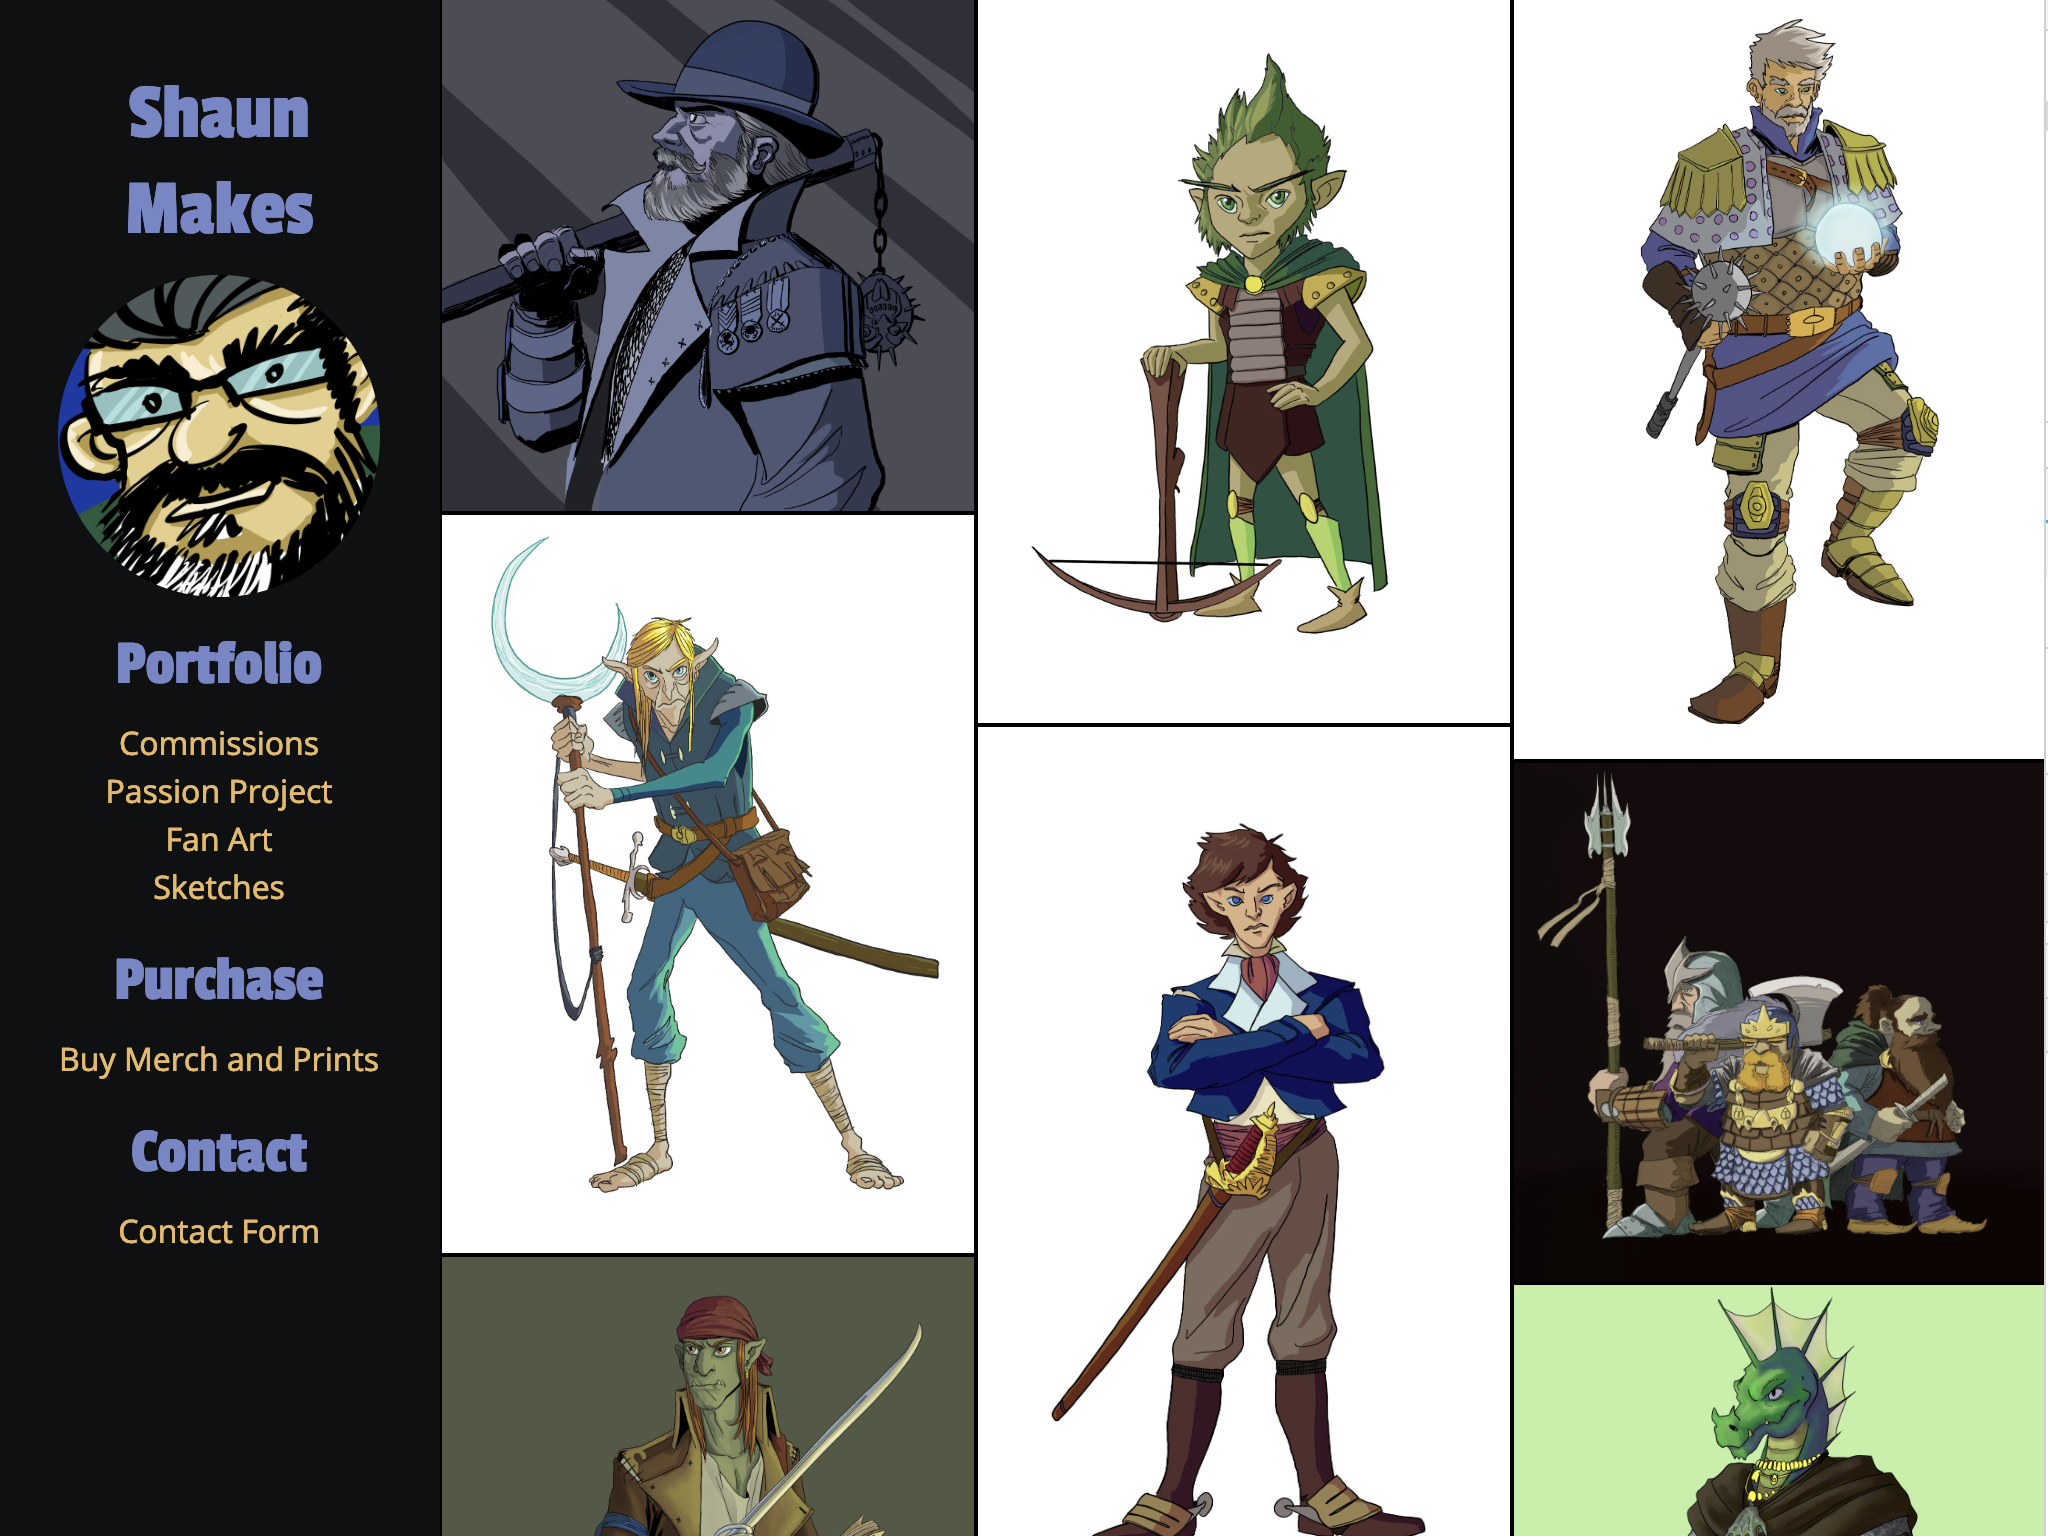 Shaun
Makes
Portfolio
Commissions
Passion Project
Fan Art
Sketches
Purchase
Buy Merch and Prints
Contact
Contact Form